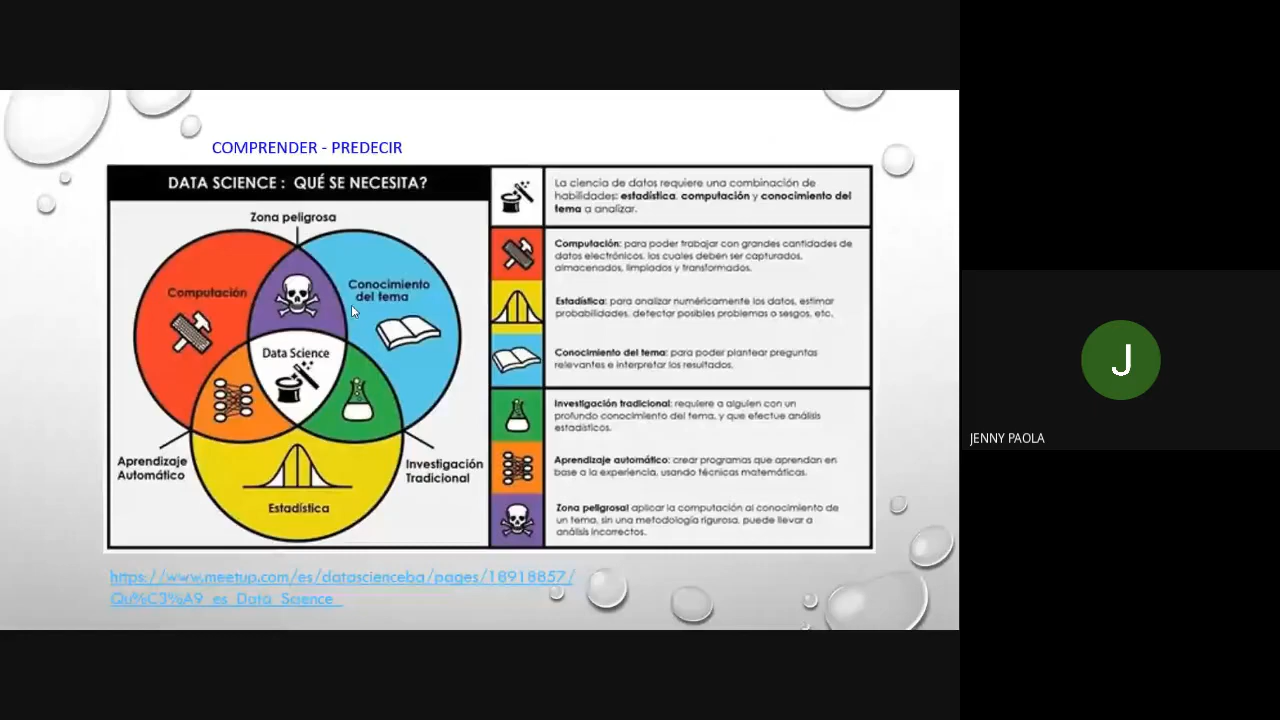 COMPRENDER - PREDECIR
DATA SCIENCE : QUÉ SE NECESITA?
Zona peligrosa
Computación
Conocimiento
del tema
Data Science
Aprendizaje
Automático
Investigación
Tradicional
Estadística
La ciencia de datos requiere una combinación de
habilidades: estadística, computación y conocimiento del
tema a analizar.
Computación: para poder trabajar con grandes cantidades de
datos electrónicos, los cuales deben ser capturados,
almacenados, limpiados y transformados.
Estadística: para analizar numéricamente los datos, estimar
probabilidades, detectar posibles problemas o sesgos, etc.
Conocimiento del tema: para poder plantear preguntas
relevantes e interpretar los resultados.
Investigación tradicional: requiere a alguien con un
profundo conocimiento del tema, y que efectue análisis
estadísticos.
Aprendizaje automático: crear programas que aprendan en
base a la experiencia, usando técnicas matemáticas.
Zona peligrosa! aplicar la computación al conocimiento de
un tema, sin una metodología rigurosa, puede llevar a
análisis incorrectos.
https://www.meetup.com/es/datascienceba/pages/18918857/
Qu%C3%A9_es_Data_Science_
J
JENNY PAOLA